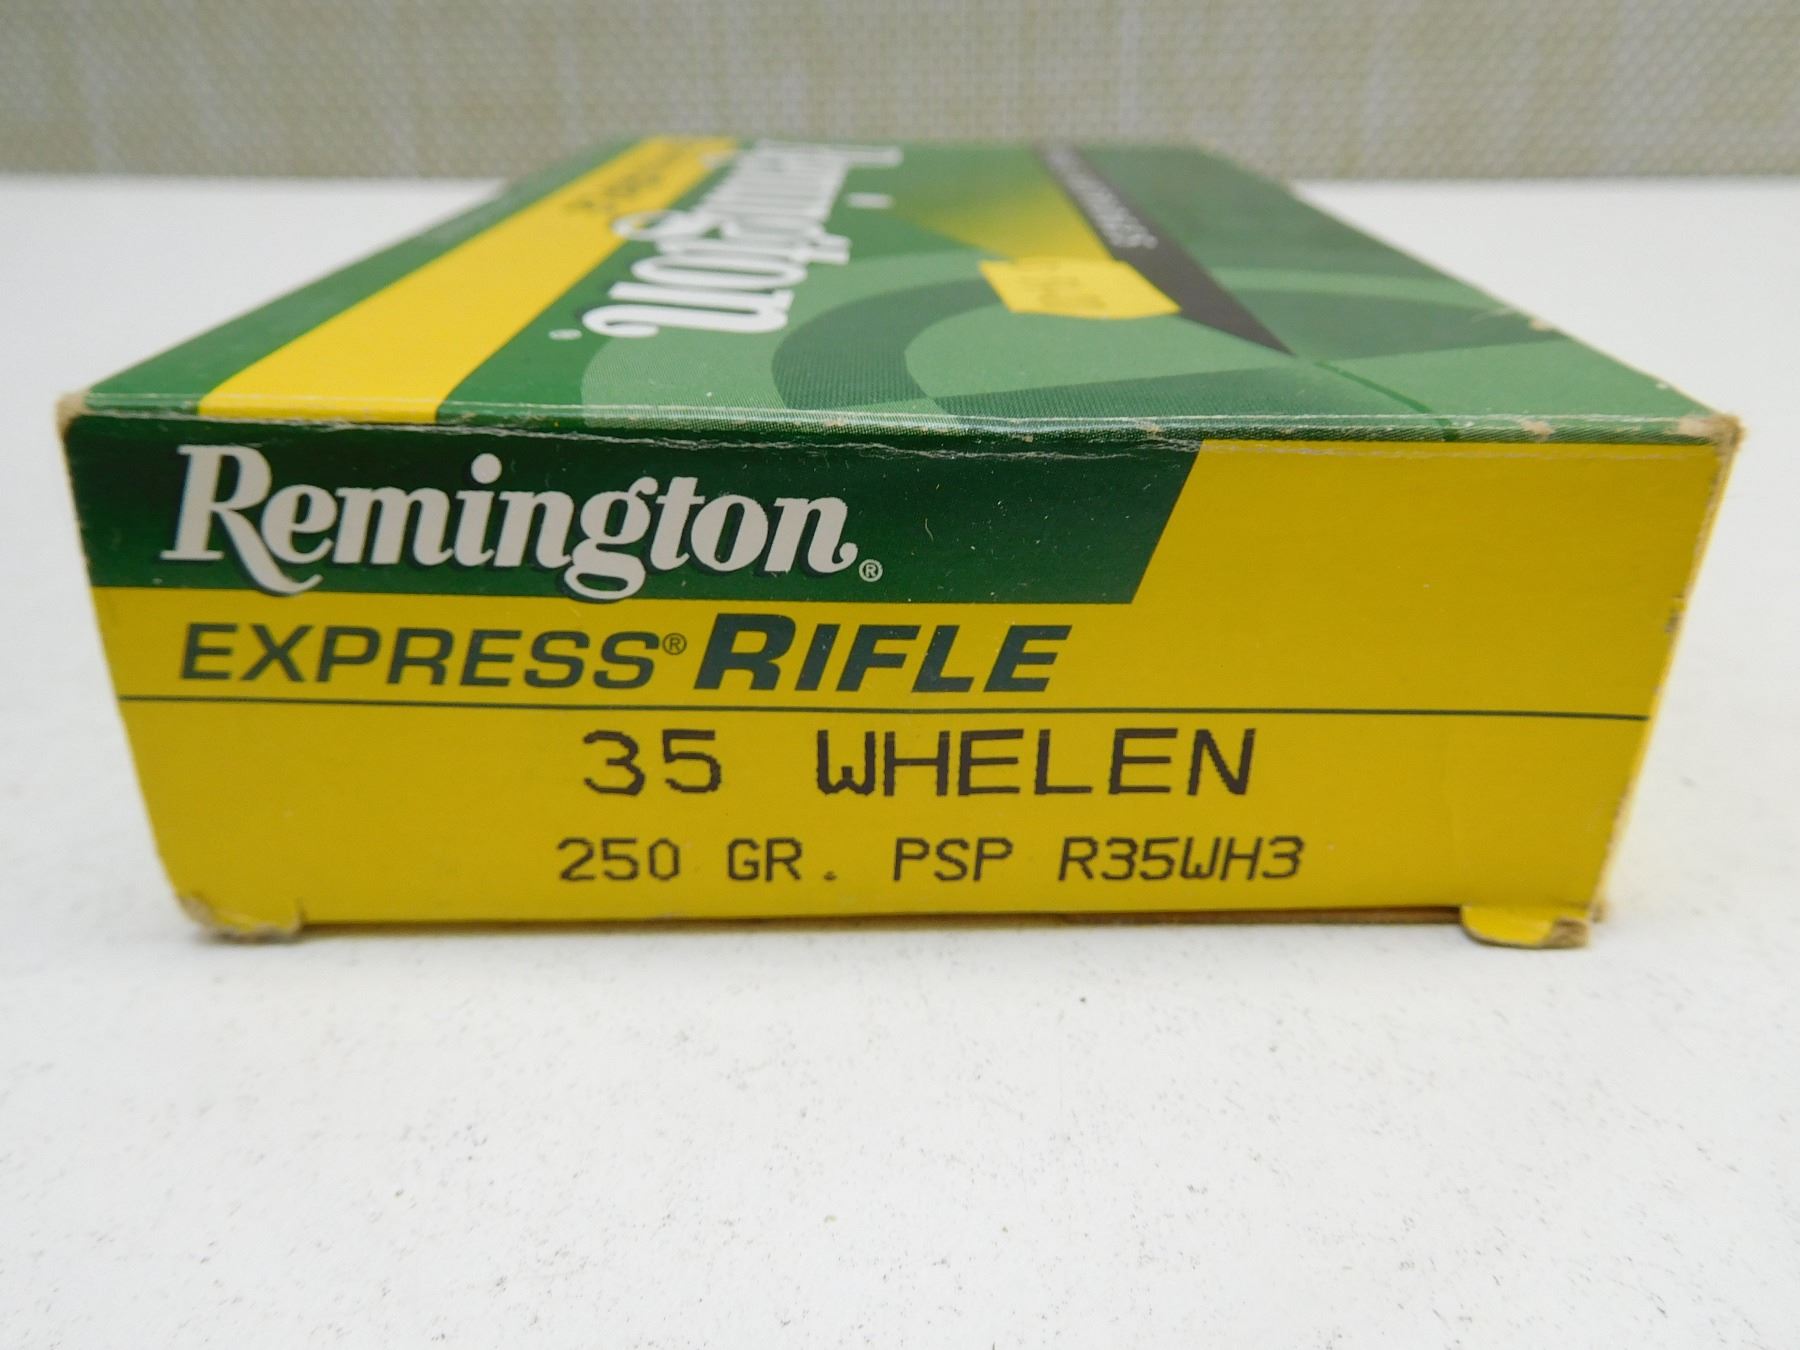 Remington
Remington®
EXPRESS® RIFLE
35 WHELEN
250 GR. PSP R35WH3